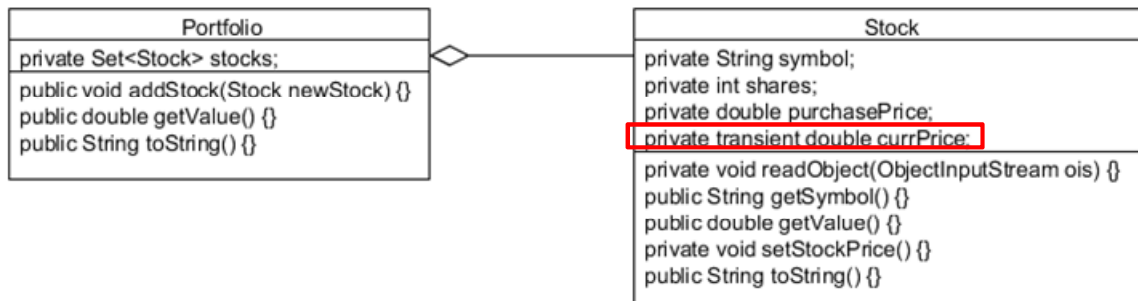 Portfolio
private Set<Stock> stocks;
public void addStock(Stock newStock) {}
public double getValue() {}
public String toString() {}
Stock
private String symbol;
private int shares;
private double purchasePrice;
private transient double currPrice;
private void readObject(ObjectInputStream ois) {}
public String getSymbol() {}
public double getValue() {}
private void setStockPrice() {}
public String toString() {}